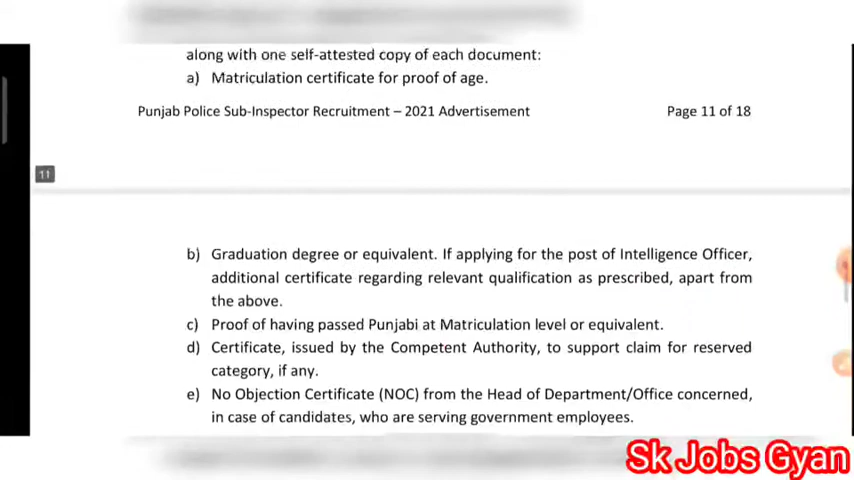 along with one self-attested copy of each document:
a) Matriculation certificate for proof of age.
Punjab Police Sub-Inspector Recruitment – 2021 Advertisement Page 11 of 18
11
b) Graduation degree or equivalent. If applying for the post of Intelligence Officer,
additional certificate regarding relevant qualification as prescribed, apart from
the above.
c) Proof of having passed Punjabi at Matriculation level or equivalent.
d) Certificate, issued by the Competent Authority, to support claim for reserved
category, if any.
e) No Objection Certificate (NOC) from the Head of Department/Office concerned,
in case of candidates, who are serving government employees.
Sk Jobs Gyan